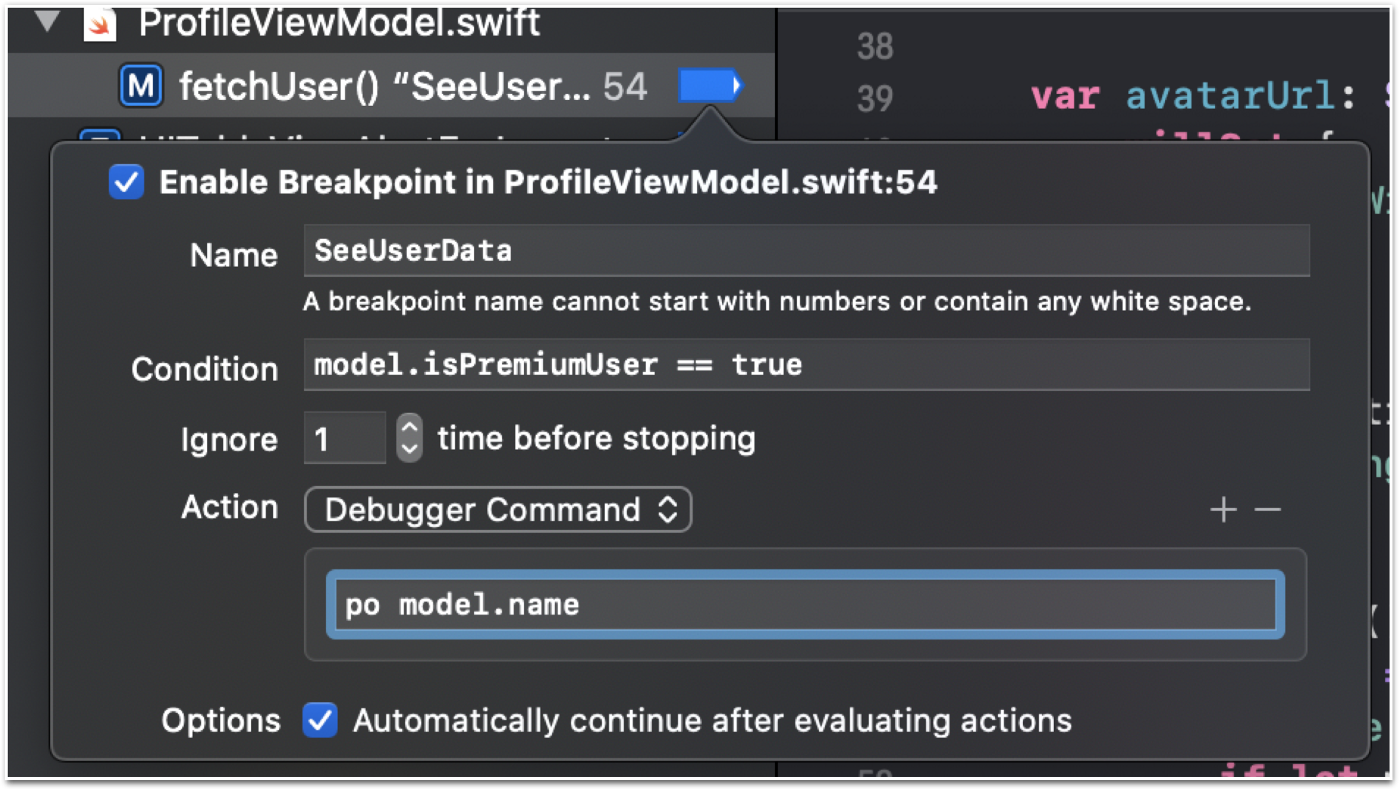 ProfileViewModel.swift
38
fetchUser() “SeeUser... 54
39
var avatarUrl:
Enable Breakpoint in ProfileViewModel.swift:54
Name SeeUserData
A breakpoint name cannot start with numbers or contain any white space.
Condition model.isPremiumUser == true
Ignore 1 time before stopping
Action Debugger Command
po model.name
Options Automatically continue after evaluating actions
if let